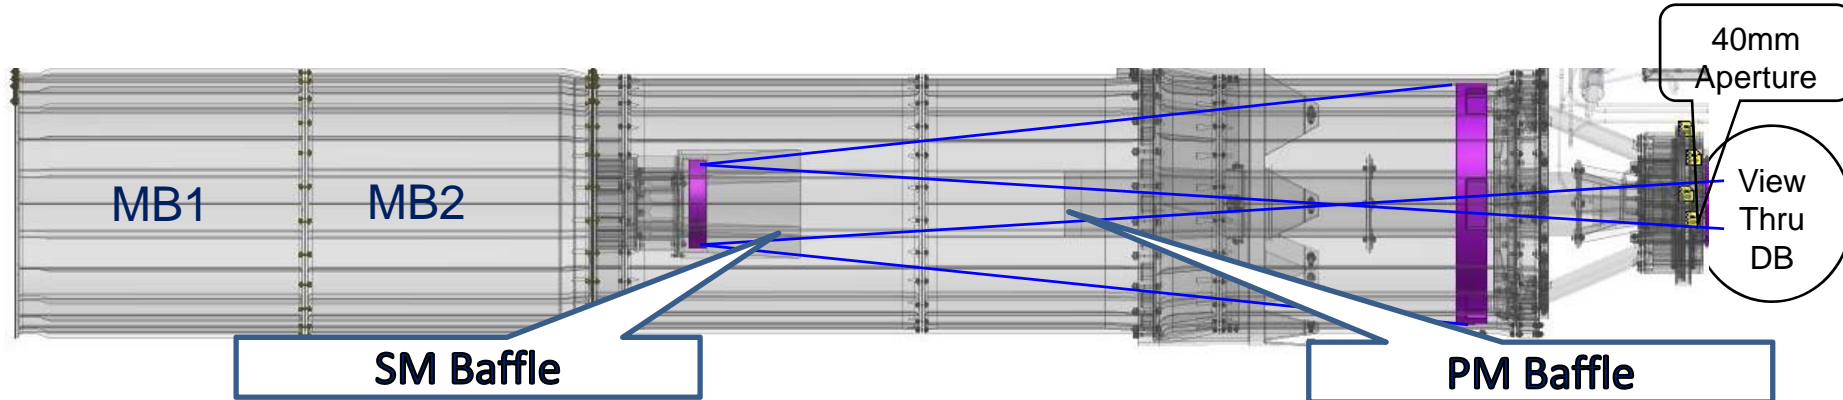 40mm
Aperture
MB1
MB2
View
Thru
DB
SM Baffle
PM Baffle